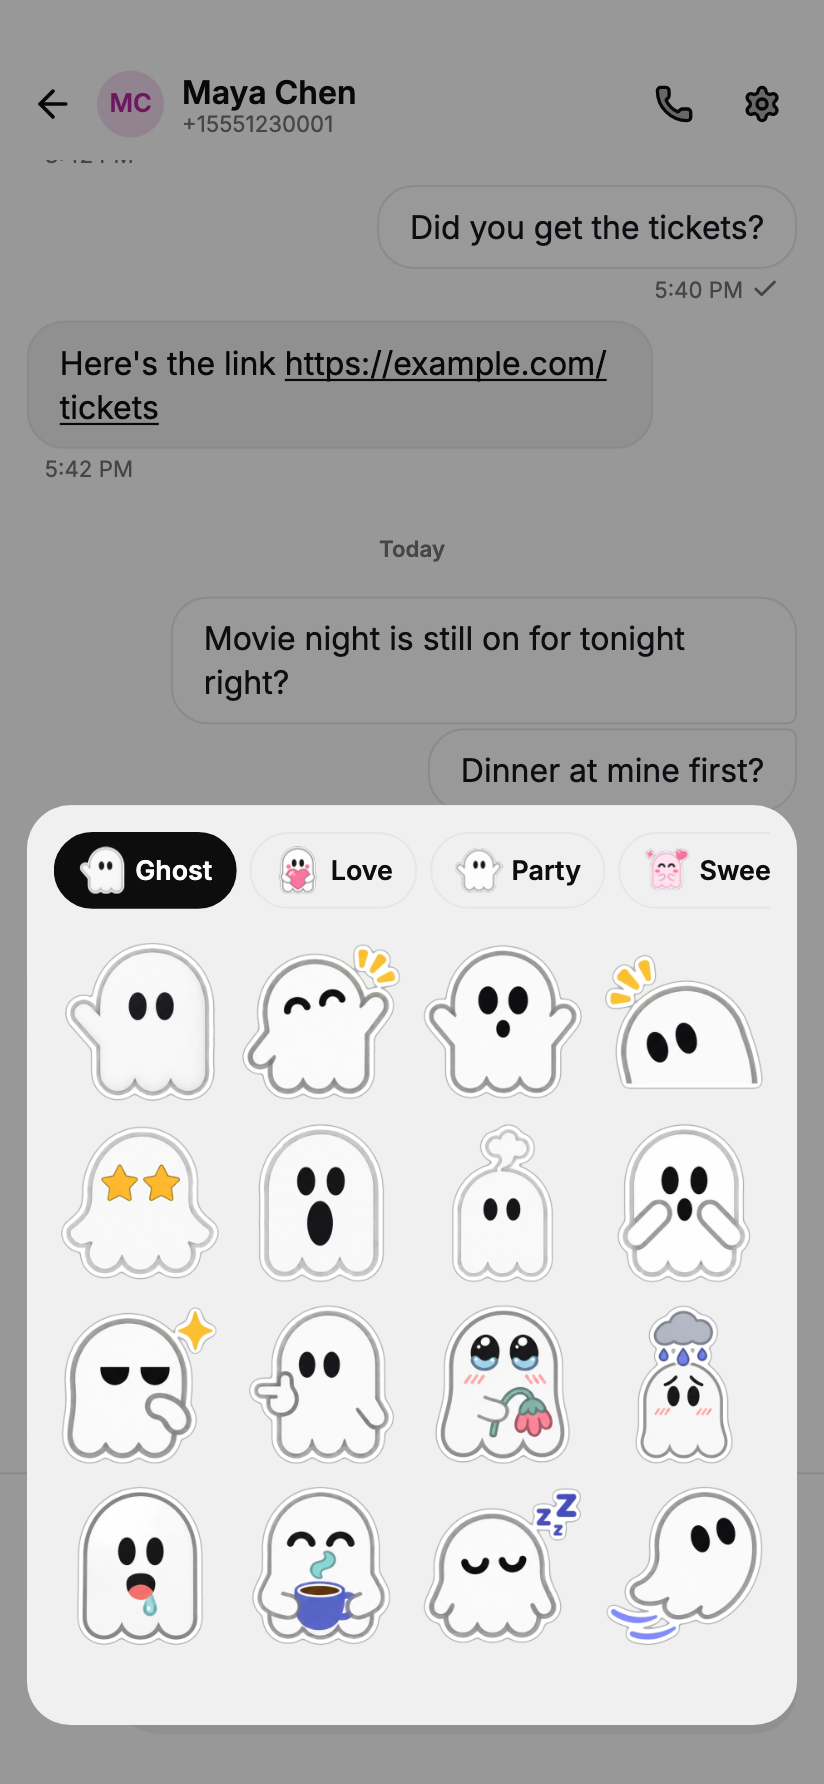 MC
Maya Chen
+15551230001
Did you get the tickets?
5:40 PM
Here's the link https://example.com/
tickets
5:42 PM
Today
Movie night is still on for tonight
right?
Dinner at mine first?
Ghost
Love
Party
Swee
z Z
z